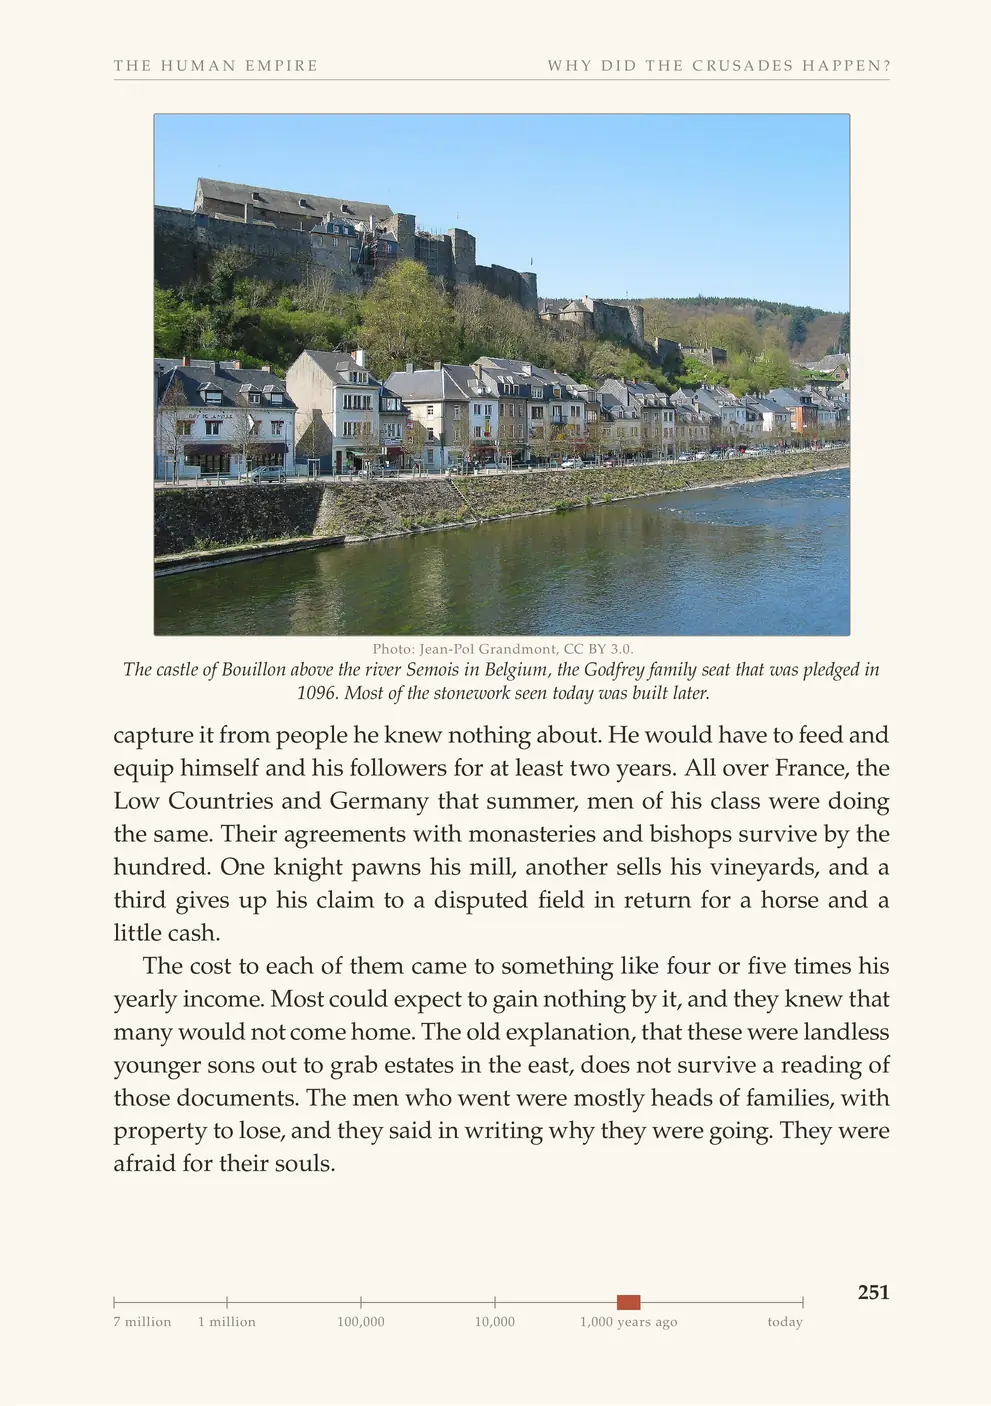 THE HUMAN EMPIRE
WHY DID THE CRUSADES HAPPEN?
Photo: Jean-Pol Grandmont, CC BY 3.0.
The castle of Bouillon above the river Semois in Belgium, the Godfrey family seat that was pledged in
1096. Most of the stonework seen today was built later.
capture it from people he knew nothing about. He would have to feed and
equip himself and his followers for at least two years. All over France, the
Low Countries and Germany that summer, men of his class were doing
the same. Their agreements with monasteries and bishops survive by the
hundred. One knight pawns his mill, another sells his vineyards, and a
third gives up his claim to a disputed field in return for a horse and a
little cash.
The cost to each of them came to something like four or five times his
yearly income. Most could expect to gain nothing by it, and they knew that
many would not come home. The old explanation, that these were landless
younger sons out to grab estates in the east, does not survive a reading of
those documents. The men who went were mostly heads of families, with
property to lose, and they said in writing why they were going. They were
afraid for their souls.
251
7 million 1 million 100,000 10,000 1,000 years ago today